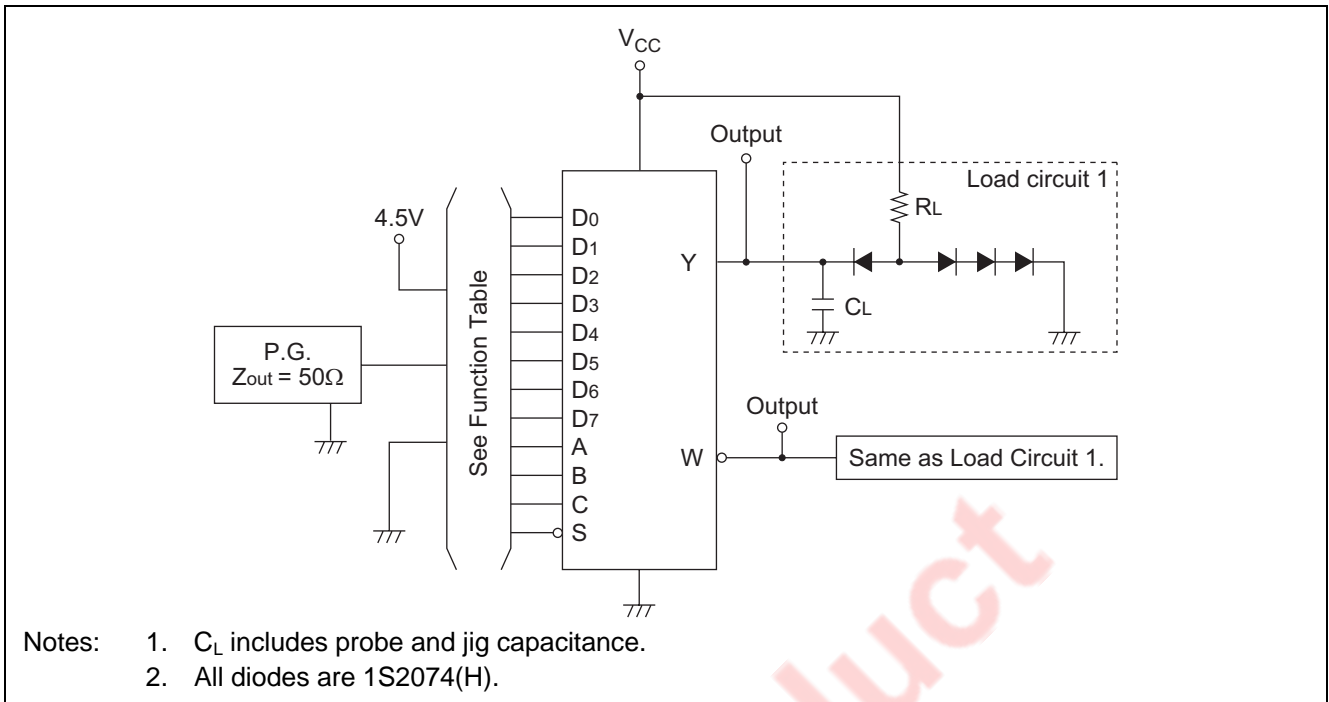 VCC
Output
Load circuit 1
RL
4.5V
D0
D1
D2
D3
D4
D5
D6
D7
A
B
C
S
Y
CL
See Function Table
P.G.
Zout = 50Ω
Output
W
Same as Load Circuit 1.
Notes: 1. CL includes probe and jig capacitance.
2. All diodes are 1S2074(H).